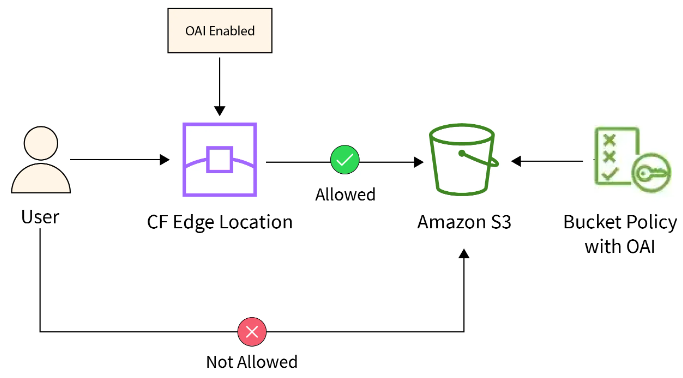 OAI Enabled
Allowed
User
CF Edge Location
Amazon S3
Bucket Policy
with OAI
Not Allowed